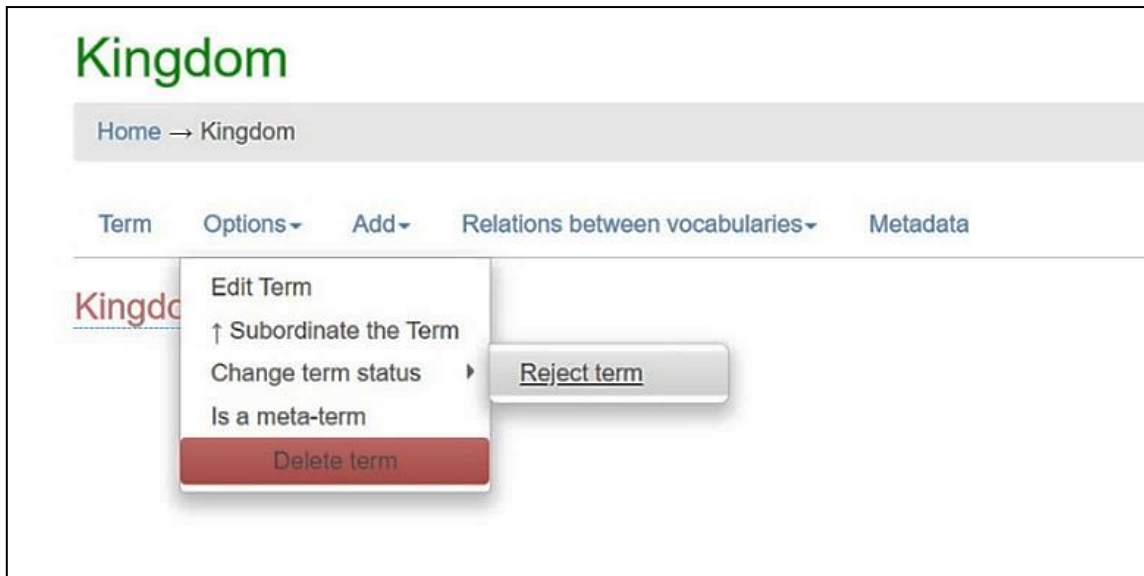 Kingdom
Home → Kingdom
Term Options Add Relations between vocabularies Metadata
Edit Term
↑ Subordinate the Term
Change term status Reject term
Is a meta-term
Delete term